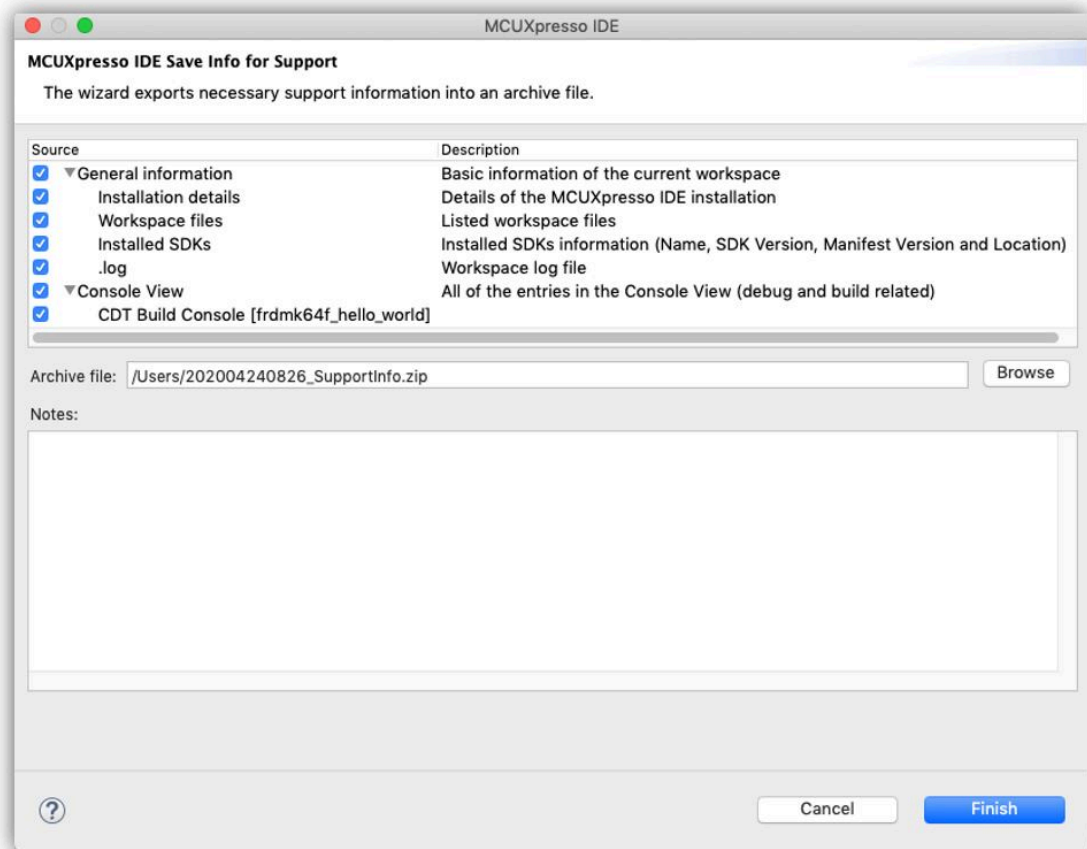 MCUXpresso IDE
MCUXpresso IDE Save Info for Support
The wizard exports necessary support information into an archive file.
Source Description
General information Basic information of the current workspace
Installation details Details of the MCUXpresso IDE installation
Workspace files Listed workspace files
Installed SDKs Installed SDKs information (Name, SDK Version, Manifest Version and Location)
.log Workspace log file
Console View All of the entries in the Console View (debug and build related)
CDT Build Console [frdmk64f_hello_world]
Archive file: /Users/202004240826_SupportInfo.zip Browse
Notes:
? Cancel Finish